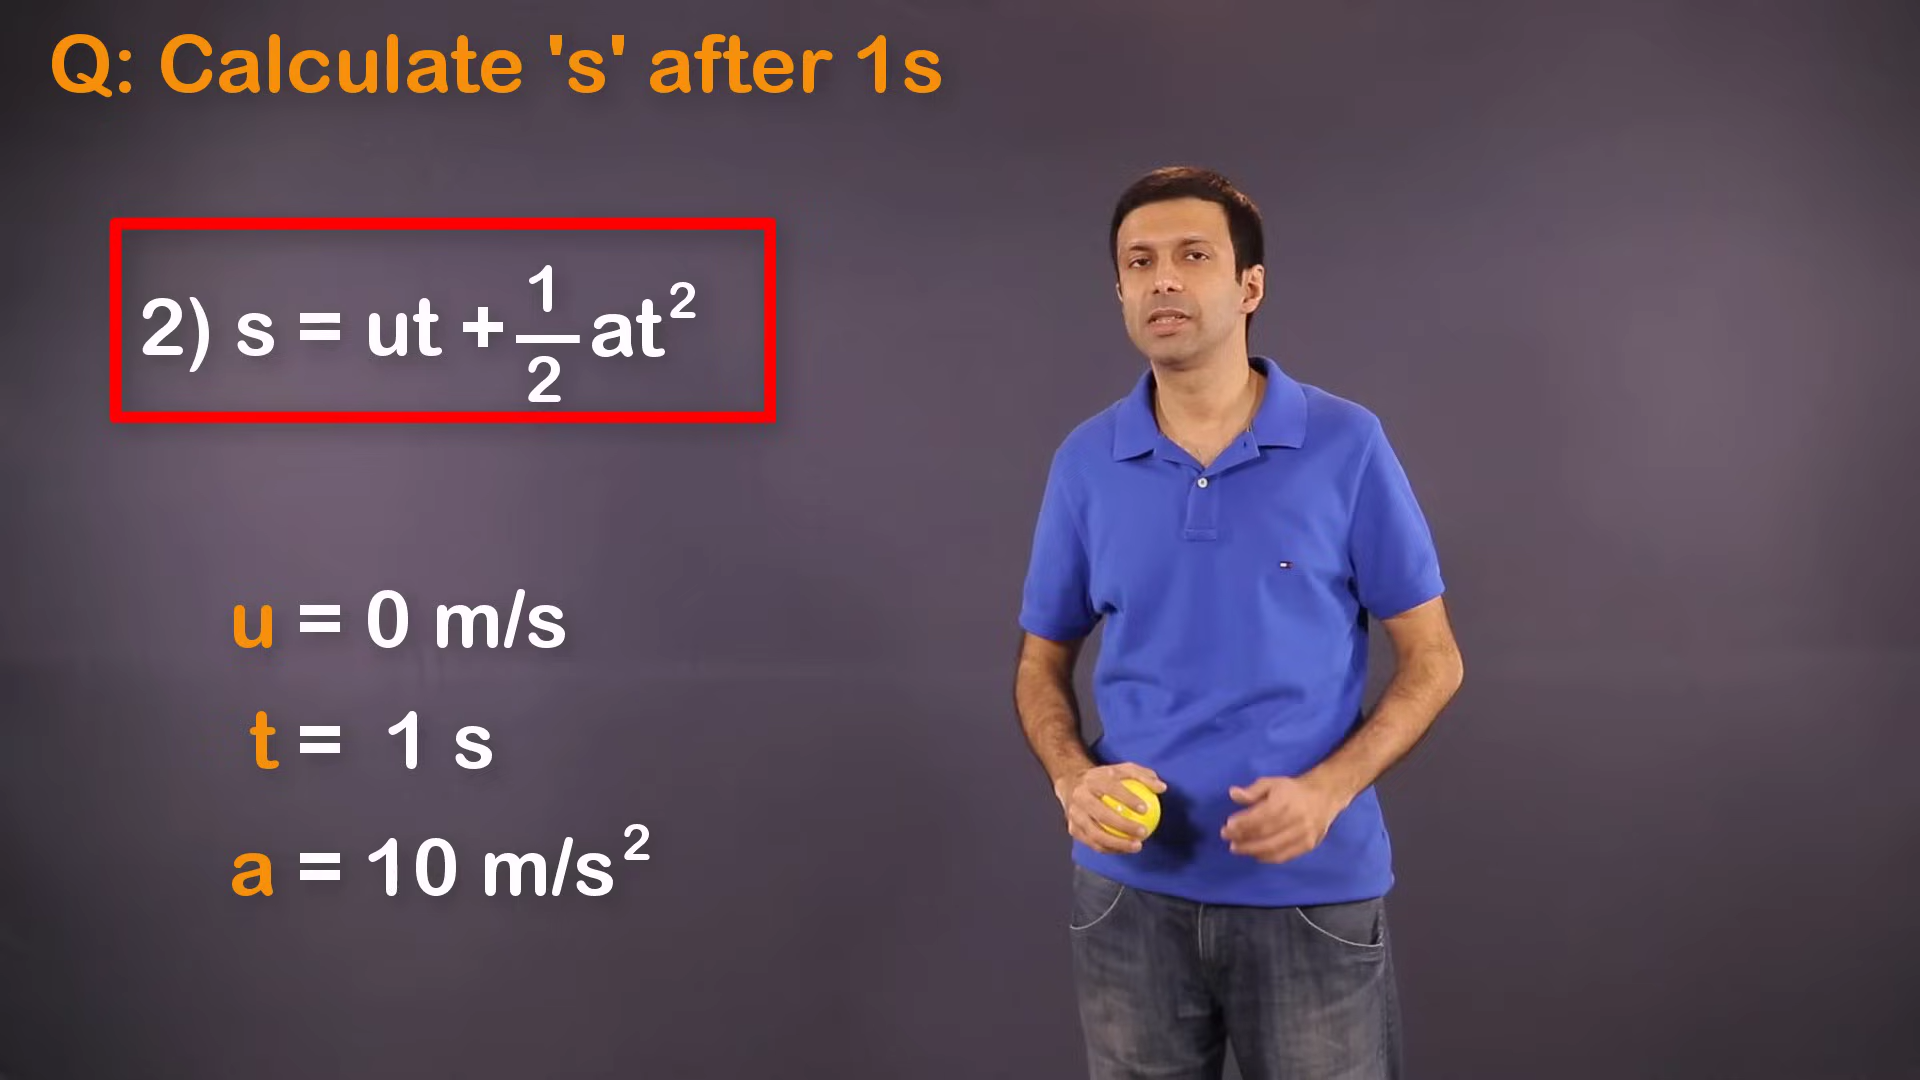 Q: Calculate 's' after 1s
2) s = ut + 1/2 at²
u = 0 m/s
t = 1 s
a = 10 m/s²